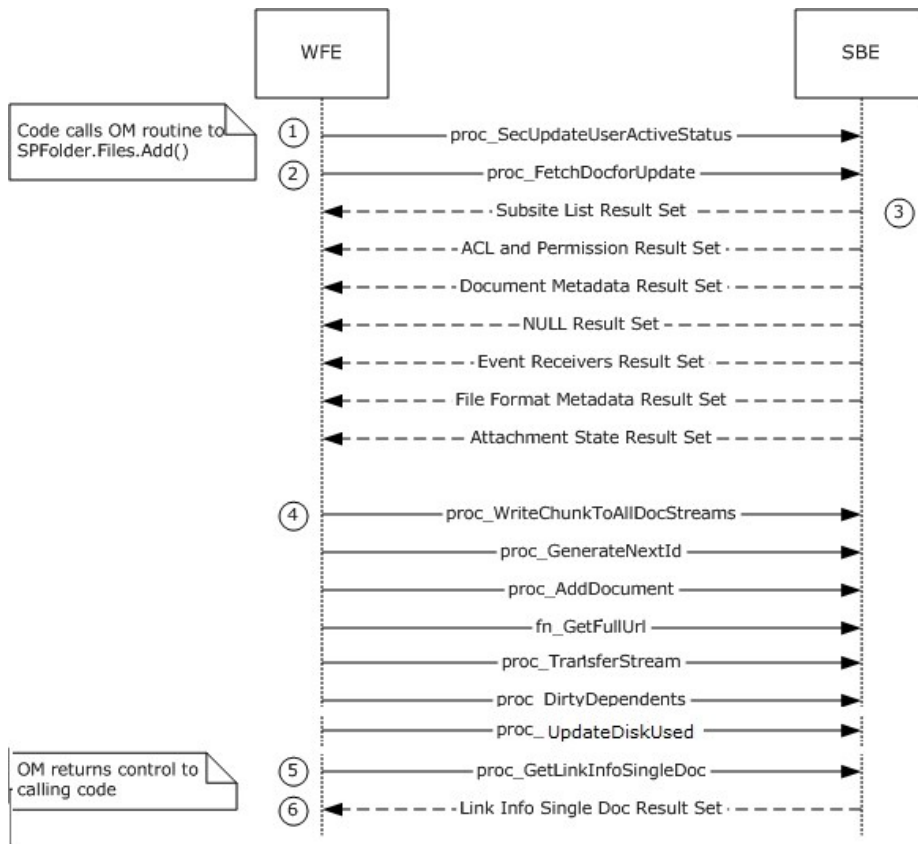 WFE
SBE
Code calls OM routine to
SPFolder.Files.Add()
1
proc_SecUpdateUserActiveStatus
2
proc_FetchDocforUpdate
Subsite List Result Set
3
ACL and Permission Result Set
Document Metadata Result Set
NULL Result Set
Event Receivers Result Set
File Format Metadata Result Set
Attachment State Result Set
4
proc_WriteChunkToAllDocStreams
proc_GenerateNextId
proc_AddDocument
fn_GetFullUrl
proc_TransferStream
proc_DirtyDependents
proc_UpdateDiskUsed
OM returns control to
calling code
5
proc_GetLinkInfoSingleDoc
6
Link Info Single Doc Result Set